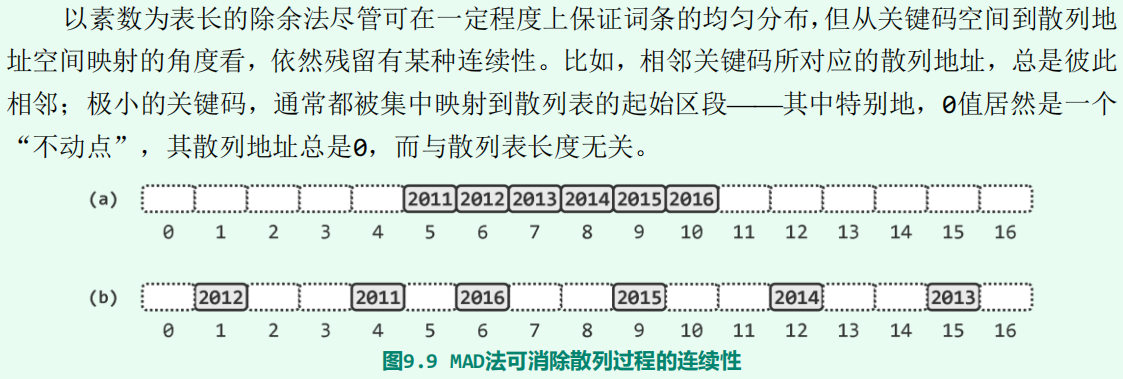 以素数为表长的除余法尽管可在一定程度上保证词条的均匀分布，但从关键码空间到散列地
址空间映射的角度看，依然残留有某种连续性。比如，相邻关键码所对应的散列地址，总是彼此
相邻；极小的关键码，通常都被集中映射到散列表的起始区段——其中特别地，0值居然是一个
“不动点”，其散列地址总是0，而与散列表长度无关。
(a) 2011 2012 2013 2014 2015 2016
0 1 2 3 4 5 6 7 8 9 10 11 12 13 14 15 16
(b) 2012 2011 2016 2015 2014 2013
0 1 2 3 4 5 6 7 8 9 10 11 12 13 14 15 16
图9.9 MAD法可消除散列过程的连续性